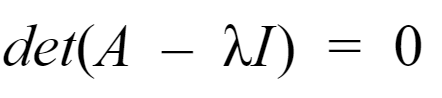 det(A – λI) = 0